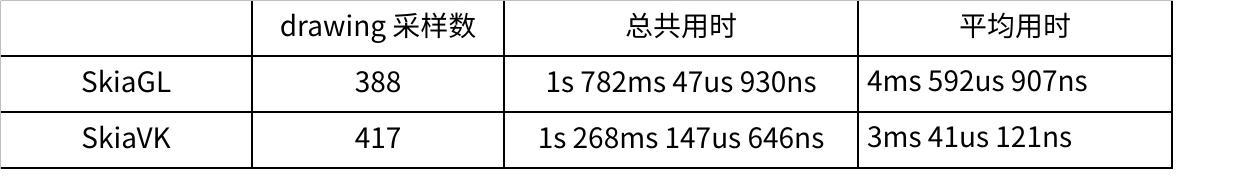 drawing 采样数 总共用时 平均用时
SkiaGL 388 1s 782ms 47us 930ns 4ms 592us 907ns
SkiaVK 417 1s 268ms 147us 646ns 3ms 41us 121ns